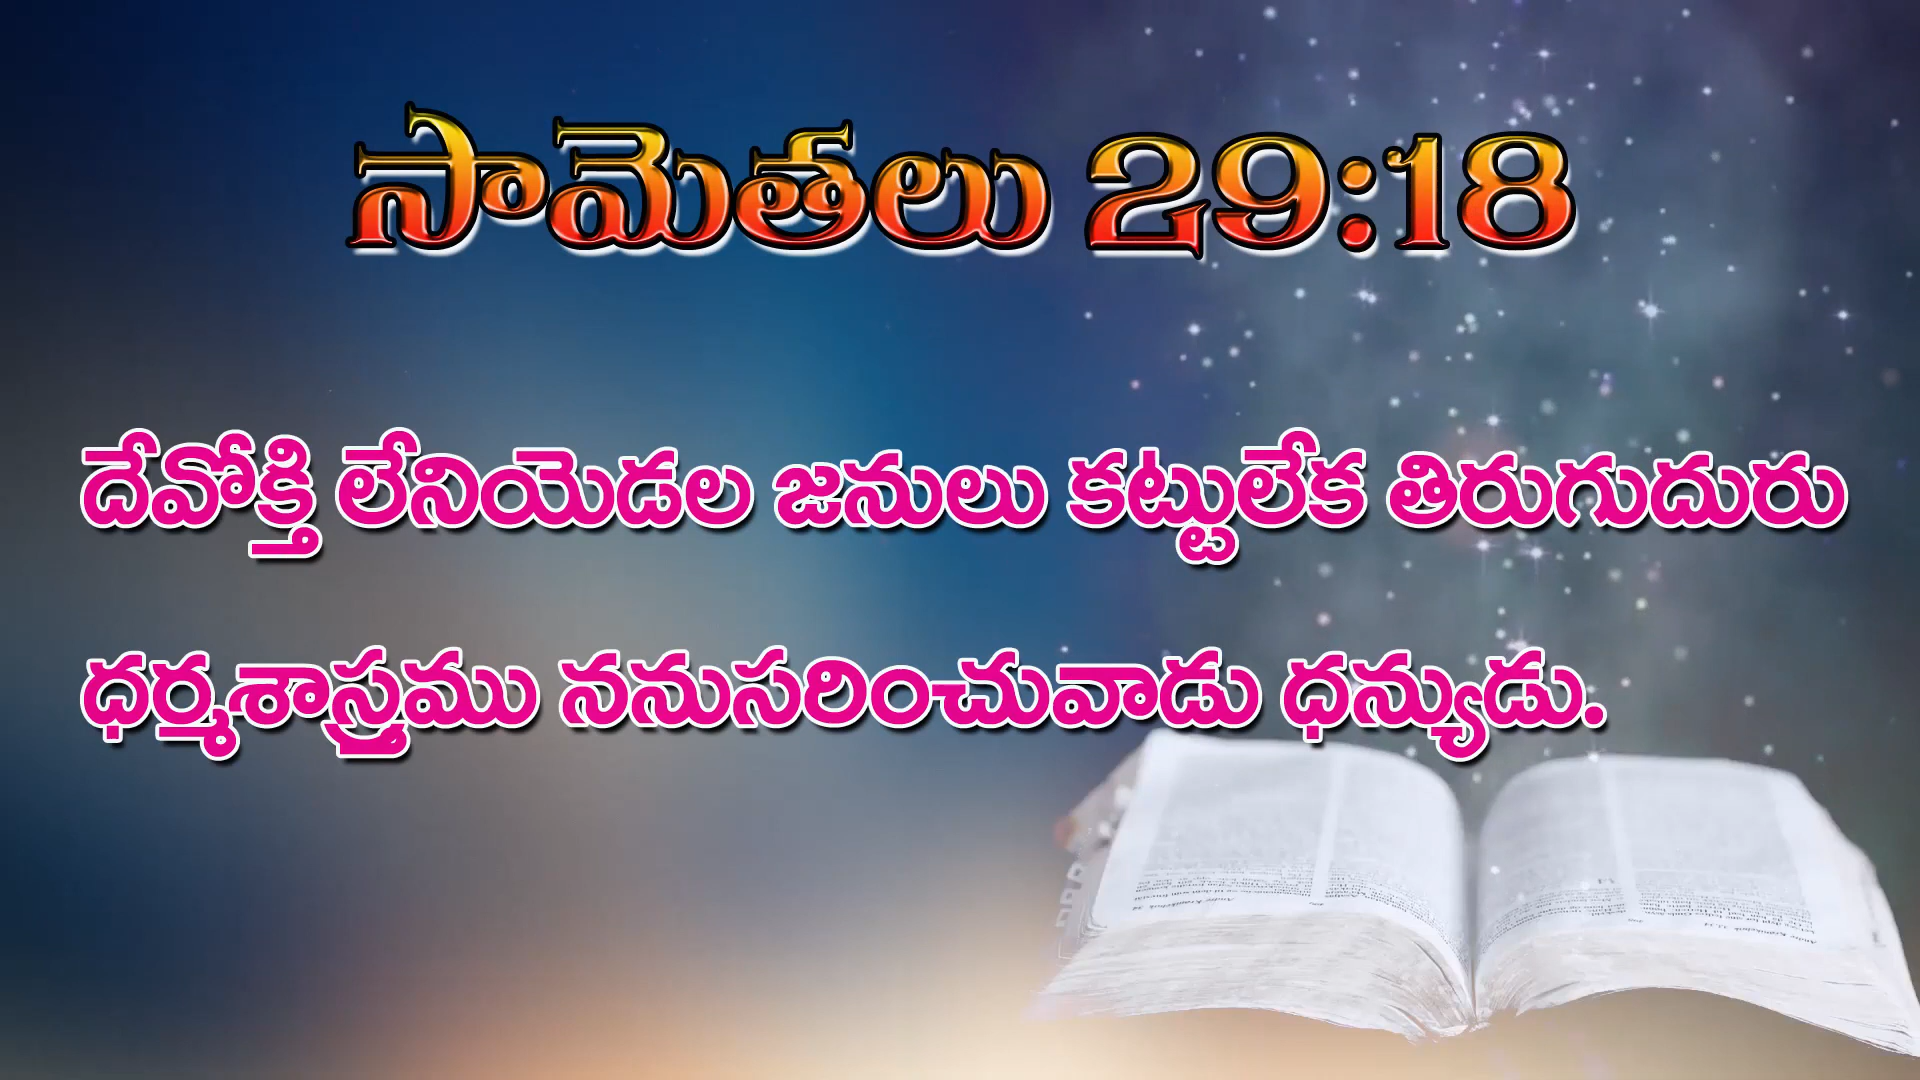 సామెతలు 29:18
దేవోక్తి లేనియెడల జనులు కట్టులేక తిరుగుదురు
ధర్మశాస్త్రము ననుసరించువాడు ధన్యుడు.